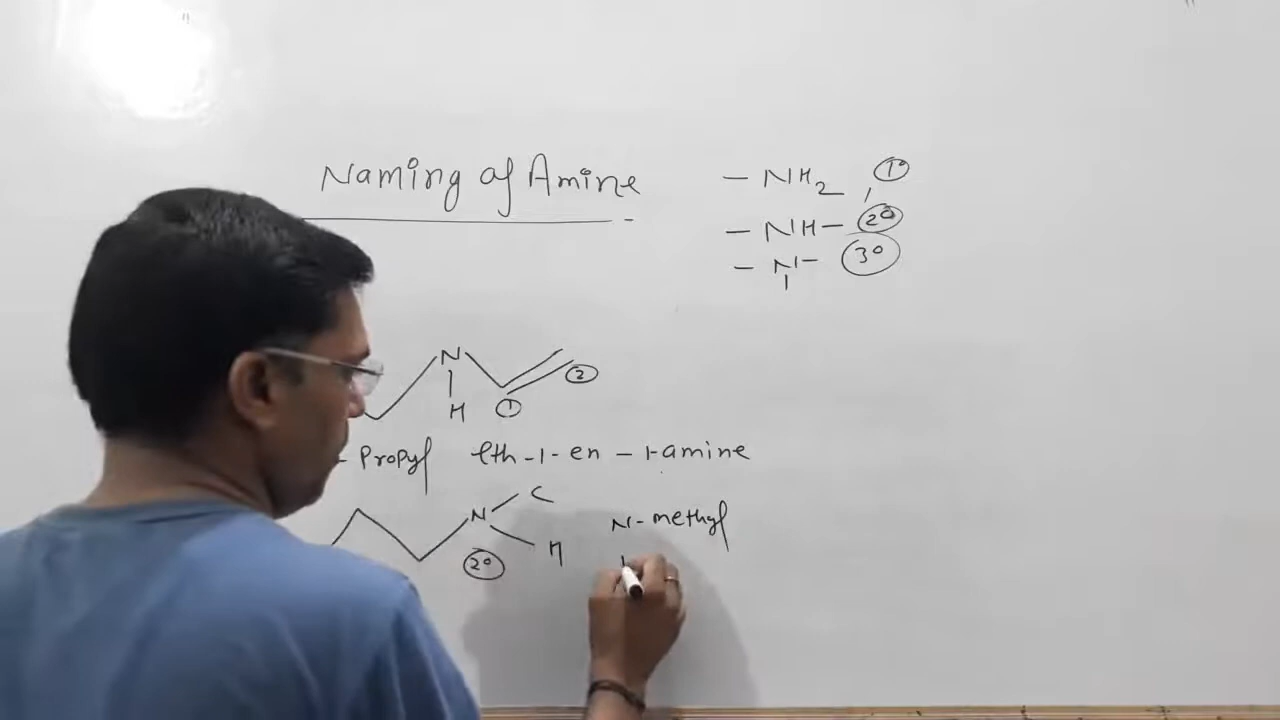 Naming of Amine
- NH2 1°
- NH - 2°
- N - 3°
N
H
1
2
- Propyl eth-1-en-1-amine
N
C
H
2°
N-methyl